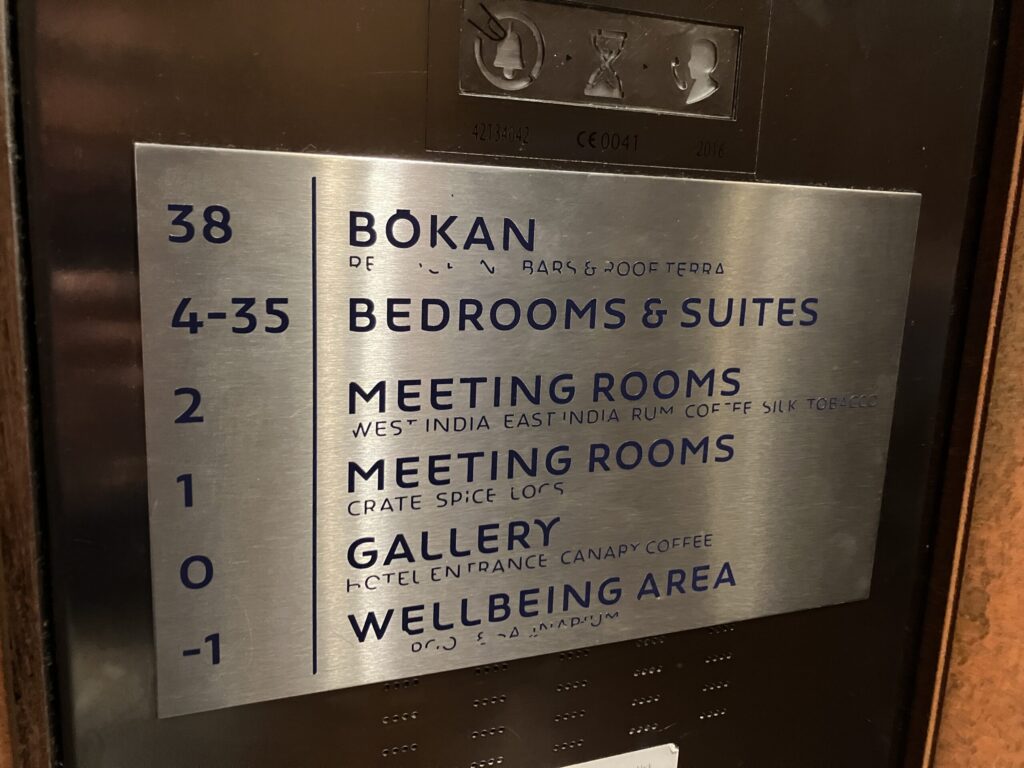 42134042 CE0041 2016
38 BŌKAN
BARS & ROOF TERRA
4-35 BEDROOMS & SUITES
2 MEETING ROOMS
WEST INDIA EAST INDIA RUM COFFEE SILK TOBACCO
1 MEETING ROOMS
CRATE SPICE LOGS
0 GALLERY
HOTEL ENTRANCE CANARY COFFEE
-1 WELLBEING AREA